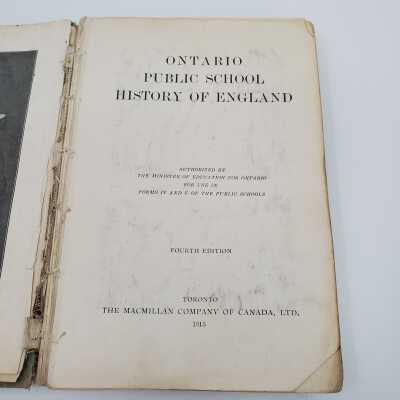 ONTARIO
PUBLIC SCHOOL
HISTORY OF ENGLAND
AUTHORIZED BY
THE MINISTER OF EDUCATION FOR ONTARIO
FOR USE IN
FORMS IV AND V OF THE PUBLIC SCHOOLS
FOURTH EDITION
TORONTO
THE MACMILLAN COMPANY OF CANADA, LTD.
1915